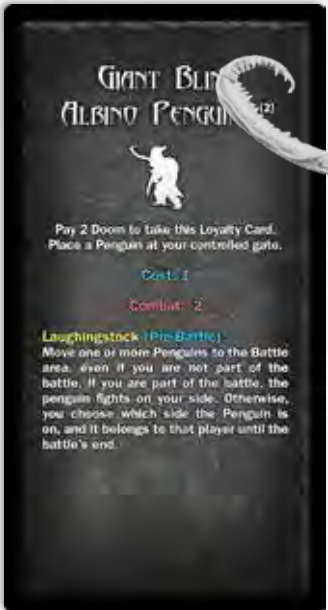 GIANT BLIN
ALBINO PENGUIN (2)
Pay 2 Doom to take this Loyalty Card.
Place a Penguin at your controlled gate.
Cost: 1
Combat: 2
Laughingstock (Pre-Battle)
Move one or more Penguins to the Battle
area, even if you are not part of the
battle. If you are part of the battle, the
penguin fights on your side. Otherwise,
you choose which side the Penguin is
on, and it belongs to that player until the
battle's end.